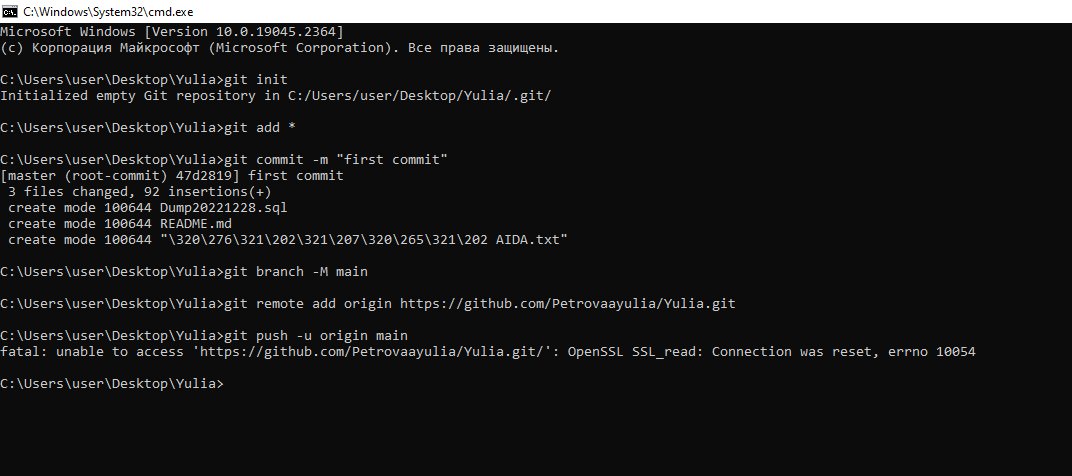 C:\Windows\System32\cmd.exe
Microsoft Windows [Version 10.0.19045.2364]
(c) Корпорация Майкрософт (Microsoft Corporation). Все права защищены.
C:\Users\user\Desktop\Yulia>git init
Initialized empty Git repository in C:/Users/user/Desktop/Yulia/.git/
C:\Users\user\Desktop\Yulia>git add *
C:\Users\user\Desktop\Yulia>git commit -m "first commit"
[master (root-commit) 47d2819] first commit
3 files changed, 92 insertions(+)
create mode 100644 Dump20221228.sql
create mode 100644 README.md
create mode 100644 "\320\276\321\202\321\207\320\265\321\202 AIDA.txt"
C:\Users\user\Desktop\Yulia>git branch -M main
C:\Users\user\Desktop\Yulia>git remote add origin https://github.com/Petrovaayulia/Yulia.git
C:\Users\user\Desktop\Yulia>git push -u origin main
fatal: unable to access 'https://github.com/Petrovaayulia/Yulia.git/': OpenSSL SSL_read: Connection was reset, errno 10054
C:\Users\user\Desktop\Yulia>